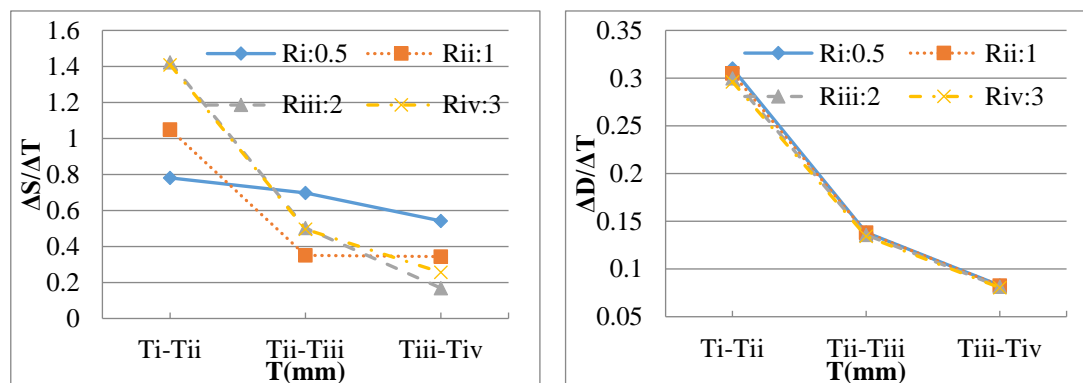 ΔS/ΔT
1.6
1.4
1.2
1
0.8
0.6
0.4
0.2
0
Ri:0.5
Rii:1
Riii:2
Riv:3
Ti-Tii
Tii-Tiii
Tiii-Tiv
T(mm)
ΔD/ΔT
0.35
0.3
0.25
0.2
0.15
0.1
0.05
Ri:0.5
Rii:1
Riii:2
Riv:3
Ti-Tii
Tii-Tiii
Tiii-Tiv
T(mm)